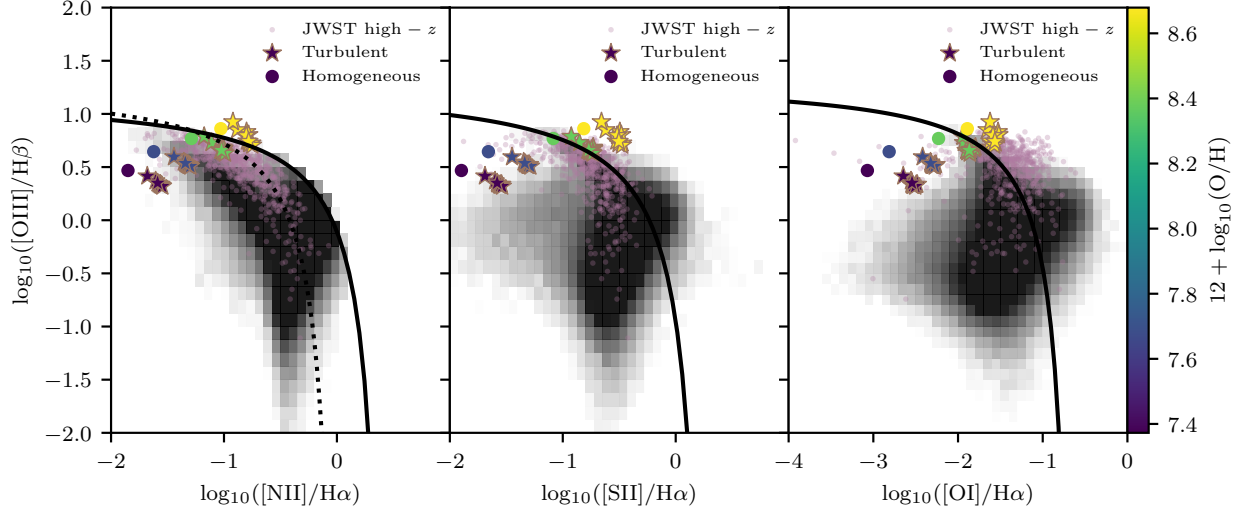 2.0
1.5
1.0
0.5
0.0
−0.5
−1.0
−1.5
−2.0
log10([OIII]/Hβ)
JWST high − z
Turbulent
Homogeneous
−2
−1
0
log10([NII]/Hα)
JWST high − z
Turbulent
Homogeneous
−2
−1
0
log10([SII]/Hα)
JWST high − z
Turbulent
Homogeneous
−4
−3
−2
−1
0
log10([OI]/Hα)
8.6
8.4
8.2
8.0
7.8
7.6
7.4
12 + log10(O/H)